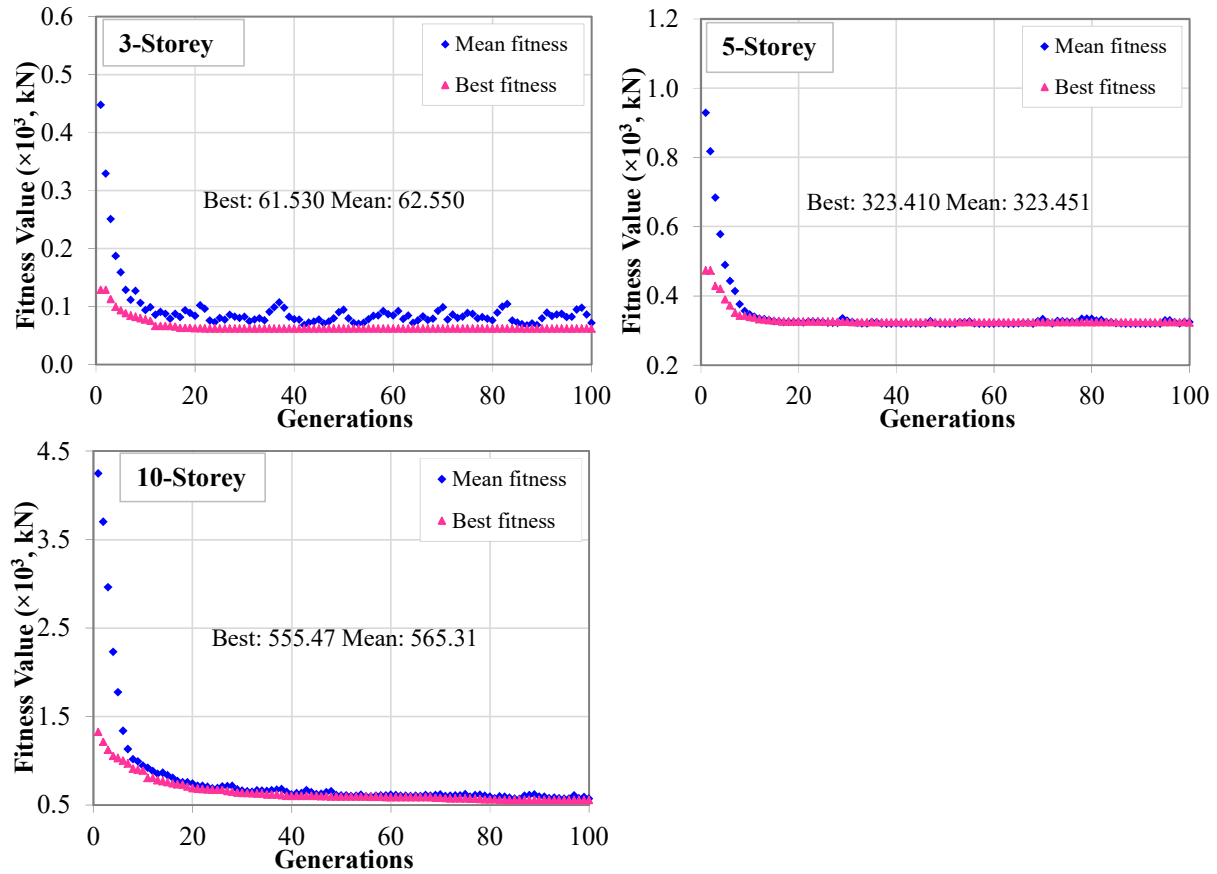 3-Storey
Mean fitness
Best fitness
Fitness Value (×10³, kN)
0.6
0.5
0.4
0.3
0.2
0.1
0.0
Best: 61.530 Mean: 62.550
0 20 40 60 80 100
Generations
5-Storey
Mean fitness
Best fitness
Fitness Value (×10³, kN)
1.2
1.0
0.8
0.6
0.4
0.2
Best: 323.410 Mean: 323.451
0 20 40 60 80 100
Generations
10-Storey
Mean fitness
Best fitness
Fitness Value (×10³, kN)
4.5
3.5
2.5
1.5
0.5
Best: 555.47 Mean: 565.31
0 20 40 60 80 100
Generations